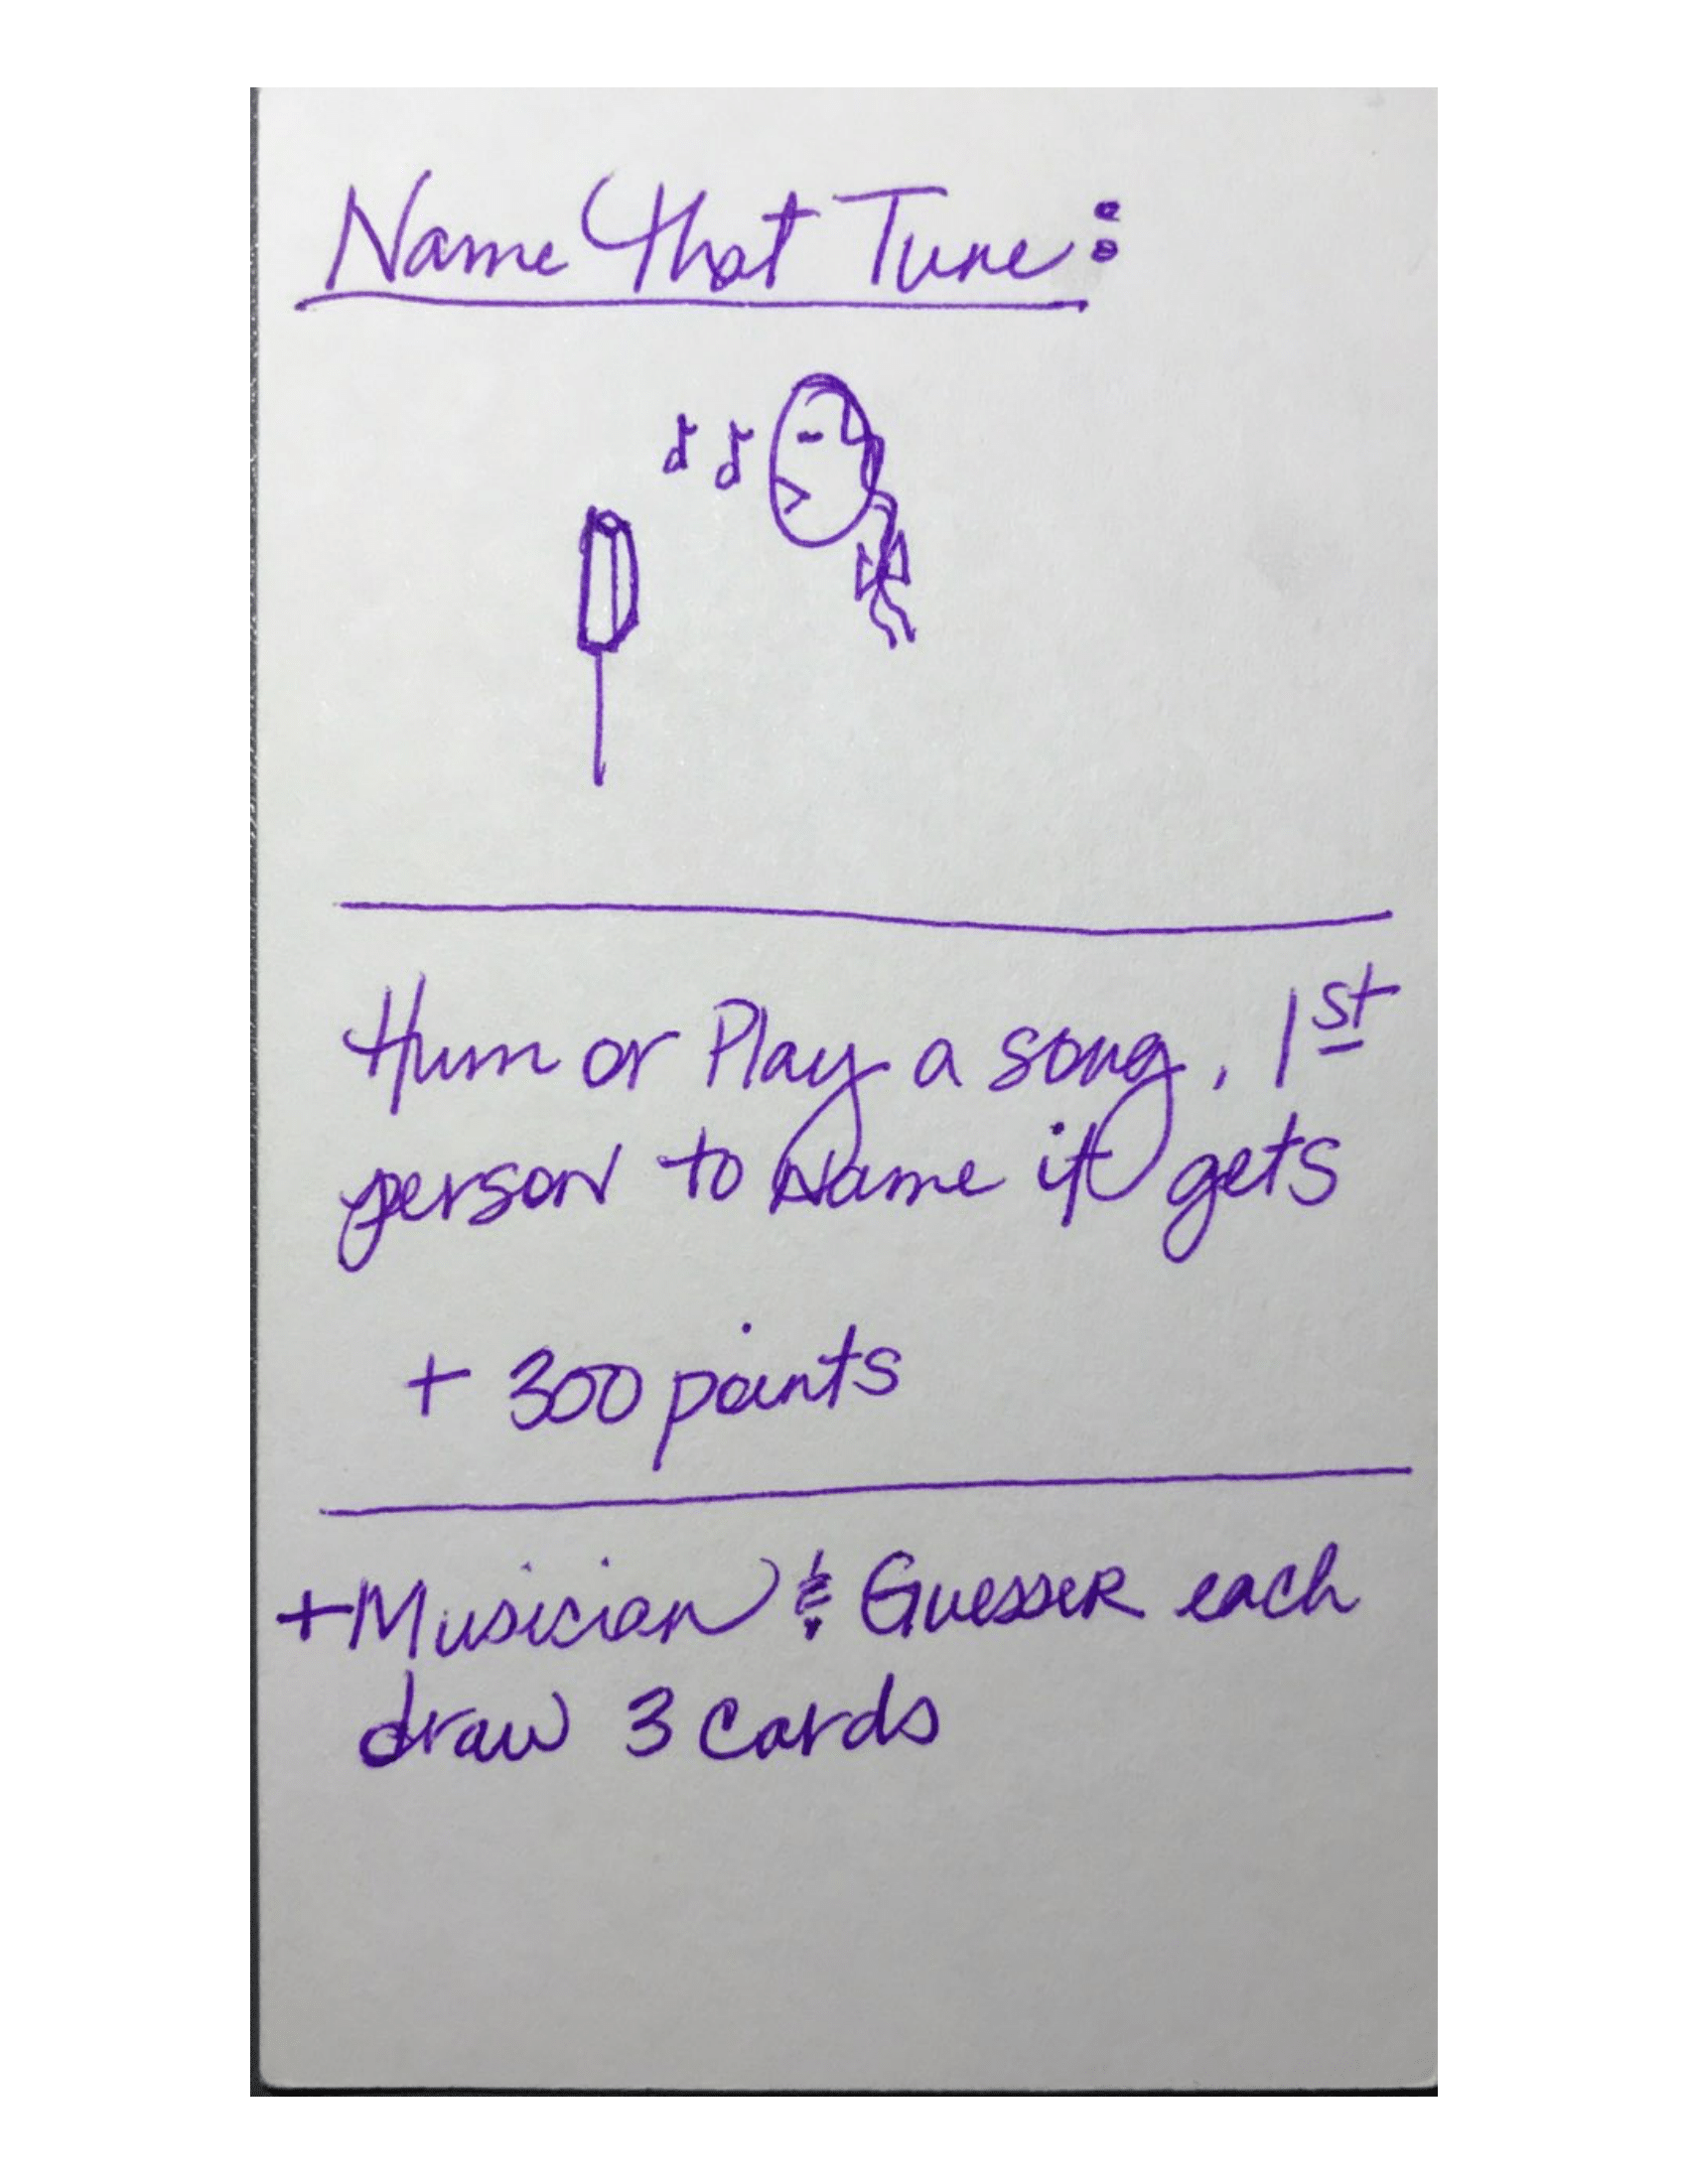 Name That Tune:
Hum or Play a song, 1st
person to Name it gets
+ 300 points
+Musician & Guesser each
draw 3 cards